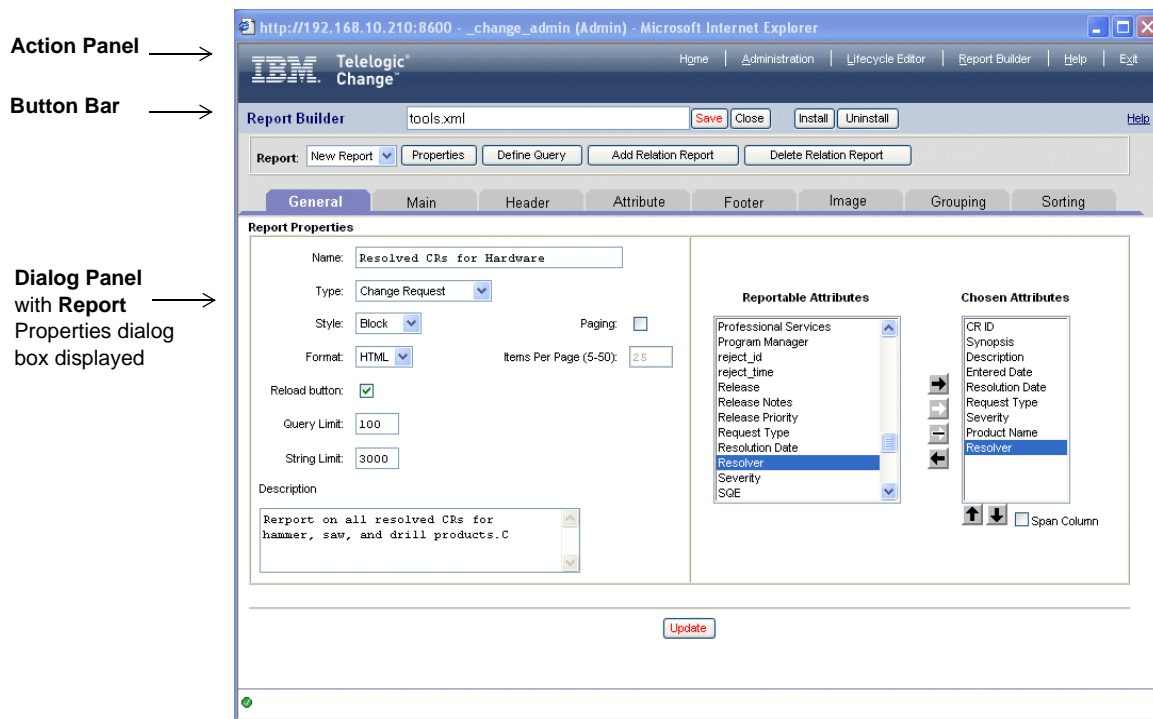 http://192.168.10.210:8600 - _change_admin (Admin) - Microsoft Internet Explorer
Action Panel
IBM. Telelogic® Change™
Home | Administration | Lifecycle Editor | Report Builder | Help | Exit
Button Bar
Report Builder tools.xml Save Close Install Uninstall Help
Report: New Report Properties Define Query Add Relation Report Delete Relation Report
General Main Header Attribute Footer Image Grouping Sorting
Report Properties
Dialog Panel
with Report
Properties dialog
box displayed
Name: Resolved CRs for Hardware
Type: Change Request
Style: Block Paging:
Format: HTML Items Per Page (5-50): 25
Reload button:
Query Limit: 100
String Limit: 3000
Description
Rerport on all resolved CRs for
hammer, saw, and drill products.C
Reportable Attributes
Professional Services
Program Manager
reject_id
reject_time
Release
Release Notes
Release Priority
Request Type
Resolution Date
Resolver
Severity
SQE
Chosen Attributes
CR ID
Synopsis
Description
Entered Date
Resolution Date
Request Type
Severity
Product Name
Resolver
Span Column
Update